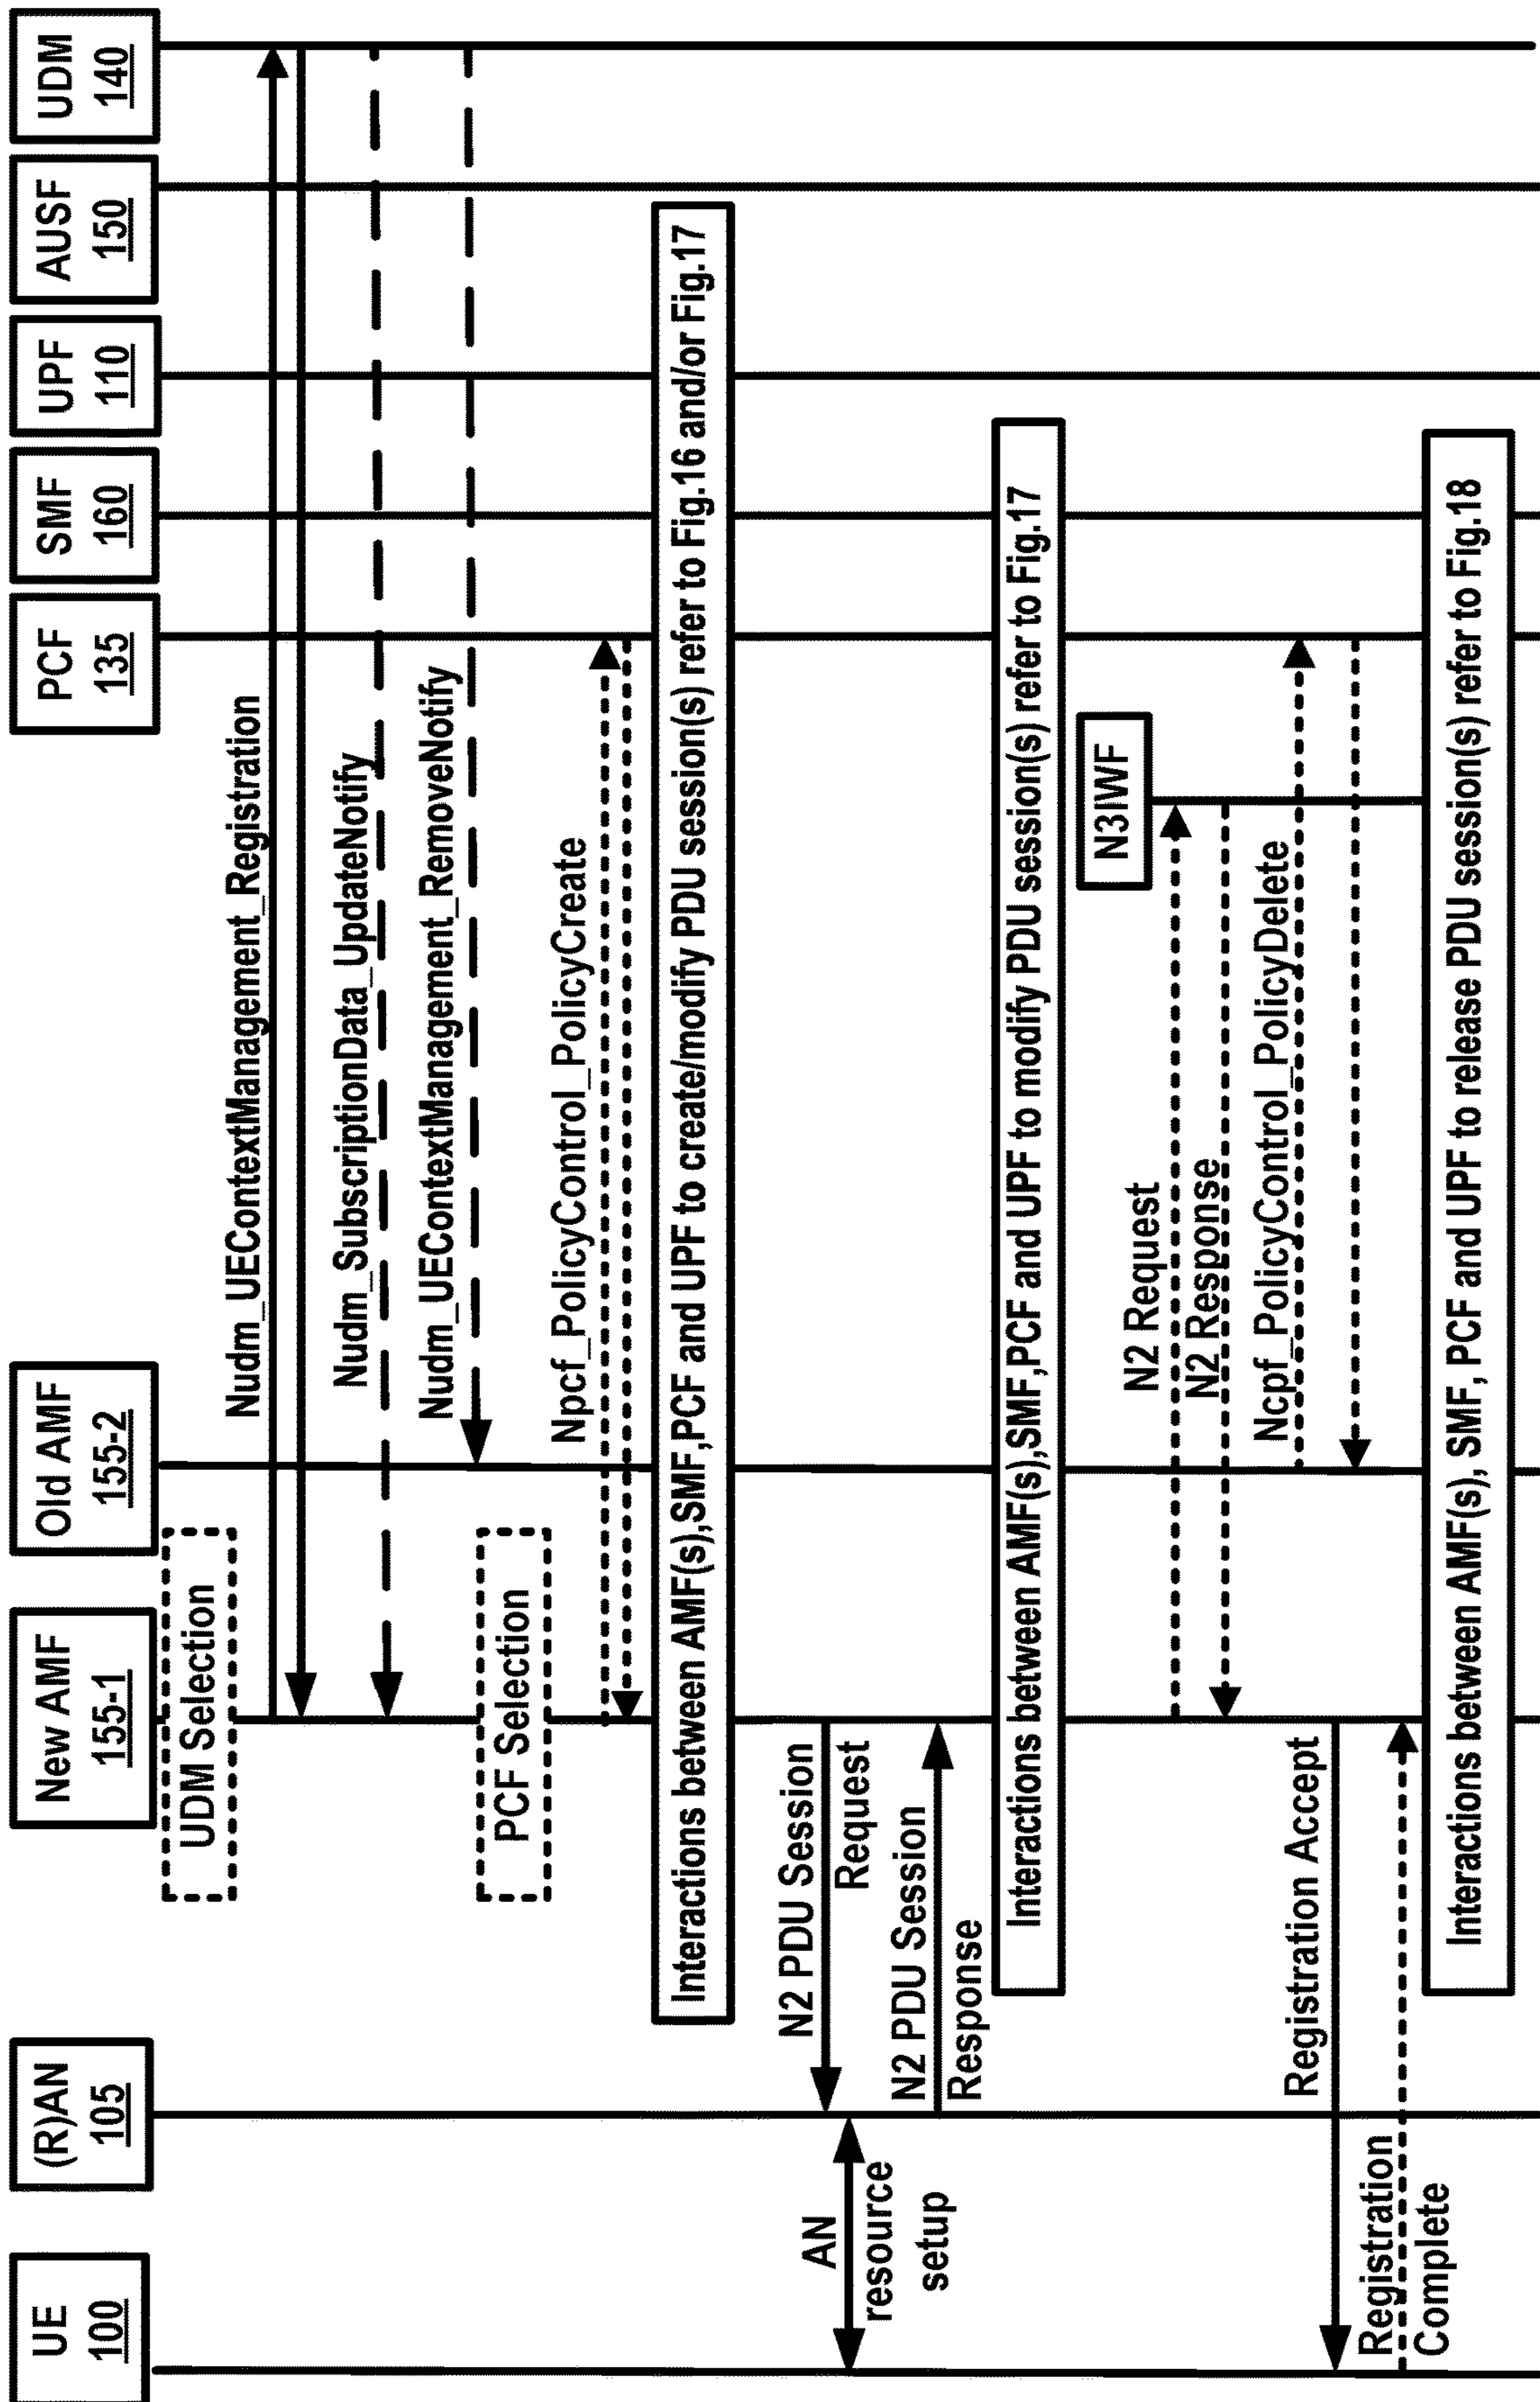 UE
100
(R)AN
105
New AMF
155-1
Old AMF
155-2
PCF
135
SMF
160
UPF
110
AUSF
150
UDM
140
UDM Selection
Nudm_UEContextManagement_Registration
Nudm_SubscriptionData_UpdateNotify
Nudm_UEContextManagement_RemoveNotify
PCF Selection
Npcf_PolicyControl_PolicyCreate
Interactions between AMF(s),SMF,PCF and UPF to create/modify PDU session(s) refer to Fig.16 and/or Fig.17
N2 PDU Session
Request
AN
resource
setup
N2 PDU Session
Response
Interactions between AMF(s),SMF,PCF and UPF to modify PDU session(s) refer to Fig.17
N3IWF
N2 Request
N2 Response
Ncpf_PolicyControl_PolicyDelete
Registration Accept
Registration
Complete
Interactions between AMF(s), SMF, PCF and UPF to release PDU session(s) refer to Fig.18